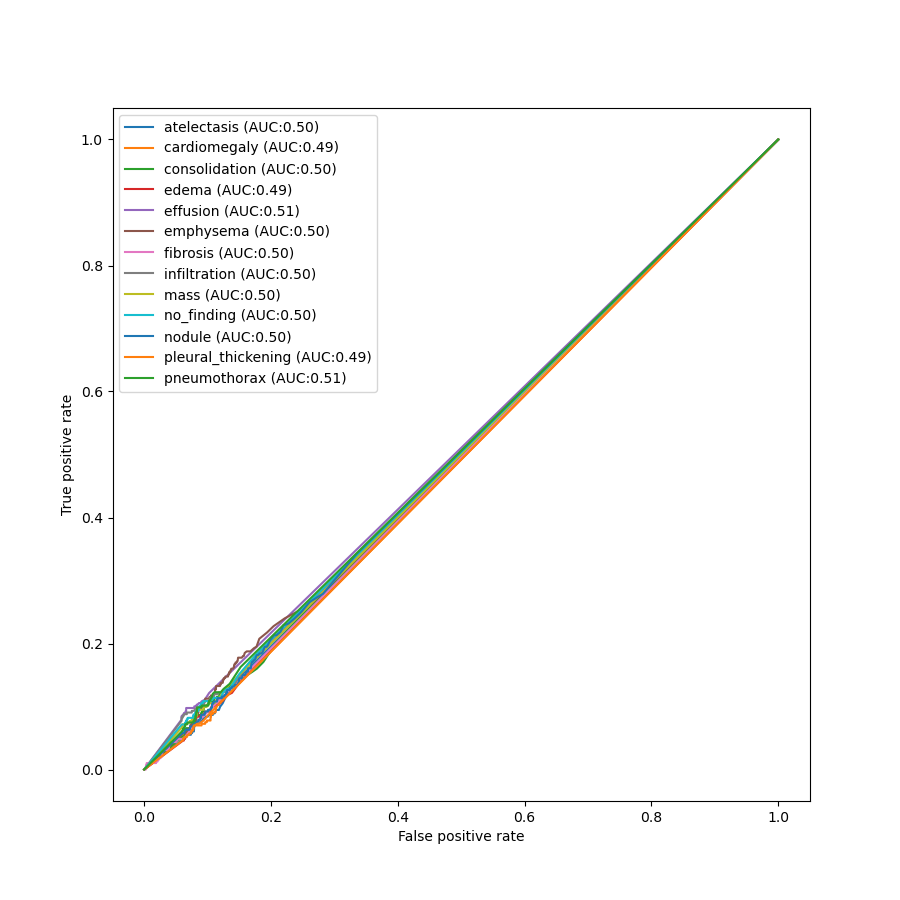 atelectasis (AUC:0.50)
cardiomegaly (AUC:0.49)
consolidation (AUC:0.50)
edema (AUC:0.49)
effusion (AUC:0.51)
emphysema (AUC:0.50)
fibrosis (AUC:0.50)
infiltration (AUC:0.50)
mass (AUC:0.50)
no_finding (AUC:0.50)
nodule (AUC:0.50)
pleural_thickening (AUC:0.49)
pneumothorax (AUC:0.51)
True positive rate
1.0
0.8
0.6
0.4
0.2
0.0
0.0 0.2 0.4 0.6 0.8 1.0
False positive rate